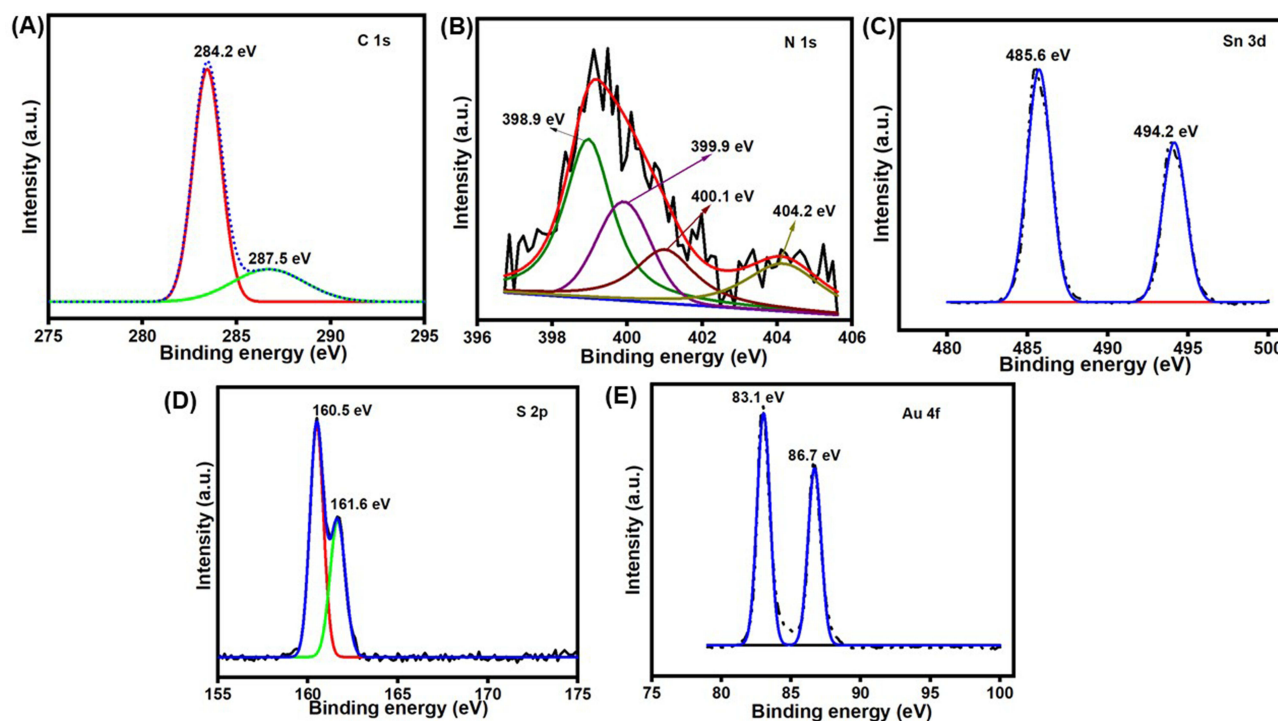 (A)
C 1s
284.2 eV
287.5 eV
Intensity (a.u.)
275 280 285 290 295
Binding energy (eV)
(B)
N 1s
398.9 eV
399.9 eV
400.1 eV
404.2 eV
Intensity (a.u.)
396 398 400 402 404 406
Binding energy (eV)
(C)
Sn 3d
485.6 eV
494.2 eV
Intensity (a.u.)
480 485 490 495 500
Binding energy (eV)
(D)
S 2p
160.5 eV
161.6 eV
Intensity (a.u.)
155 160 165 170 175
Binding energy (eV)
(E)
Au 4f
83.1 eV
86.7 eV
Intensity (a.u.)
75 80 85 90 95 100
Binding energy (eV)